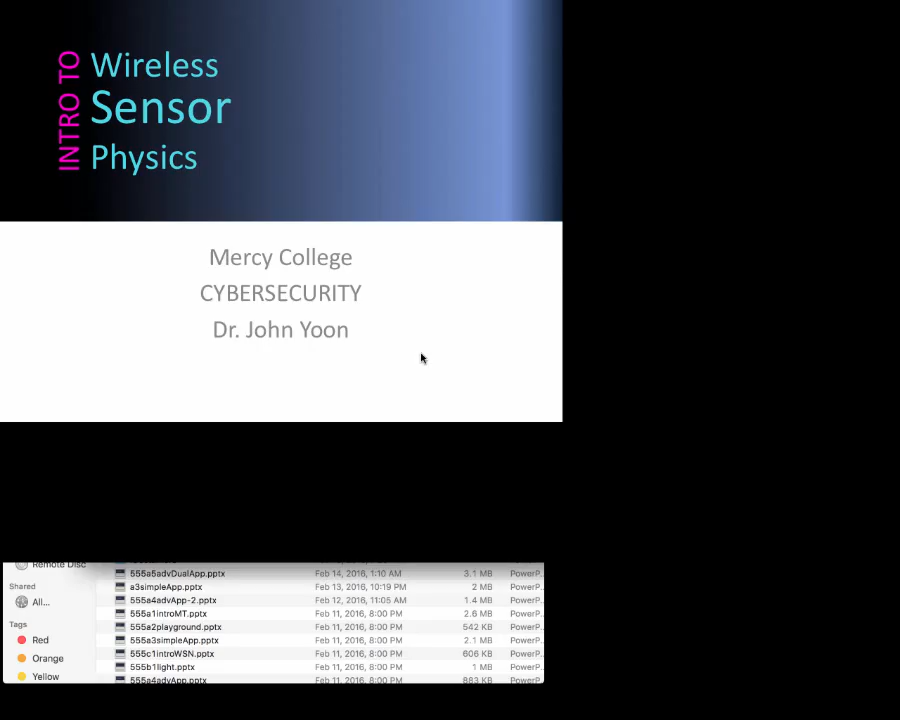 INTRO TO
Wireless
Sensor
Physics
Mercy College
CYBERSECURITY
Dr. John Yoon
Remote Disc
Shared
All...
Tags
Red
Orange
Yellow
555a5advDualApp.pptx Feb 14, 2016, 1:10 AM 3.1 MB PowerP...
a3simpleApp.pptx Feb 13, 2016, 10:19 PM 2 MB PowerP...
555a4advApp-2.pptx Feb 12, 2016, 11:05 AM 1.4 MB PowerP...
555a1introMT.pptx Feb 11, 2016, 8:00 PM 2.6 MB PowerP...
555a2playground.pptx Feb 11, 2016, 8:00 PM 542 KB PowerP...
555a3simpleApp.pptx Feb 11, 2016, 8:00 PM 2.1 MB PowerP...
555c1introWSN.pptx Feb 11, 2016, 8:00 PM 606 KB PowerP...
555b1light.pptx Feb 11, 2016, 8:00 PM 1 MB PowerP...
555a4advApp.pptx Feb 11, 2016, 8:00 PM 883 KB PowerP...